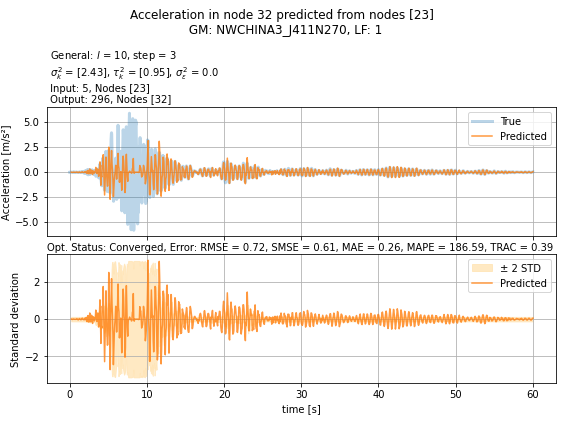 Acceleration in node 32 predicted from nodes [23]
GM: NWCHINA3_J411N270, LF: 1
General: l = 10, step = 3
σ²ₖ = [2.43], τ²ₖ = [0.95], σ²ε = 0.0
Input: 5, Nodes [23]
Output: 296, Nodes [32]
Acceleration [m/s²]
5.0
2.5
0.0
−2.5
−5.0
True
Predicted
Opt. Status: Converged, Error: RMSE = 0.72, SMSE = 0.61, MAE = 0.26, MAPE = 186.59, TRAC = 0.39
Standard deviation
2
0
−2
± 2 STD
Predicted
0 10 20 30 40 50 60
time [s]